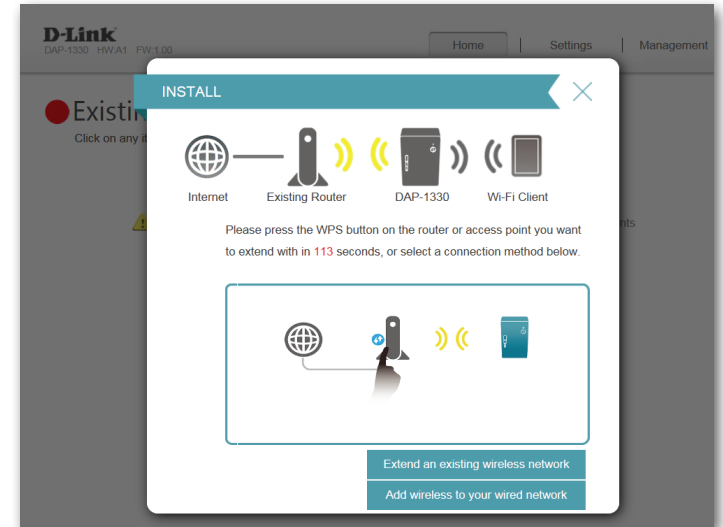 D-Link
DAP-1330 HW:A1 FW:1.00
Home | Settings | Management
INSTALL
Click on any
Internet Existing Router DAP-1330 Wi-Fi Client
Please press the WPS button on the router or access point you want
to extend with in 113 seconds, or select a connection method below.
Extend an existing wireless network
Add wireless to your wired network